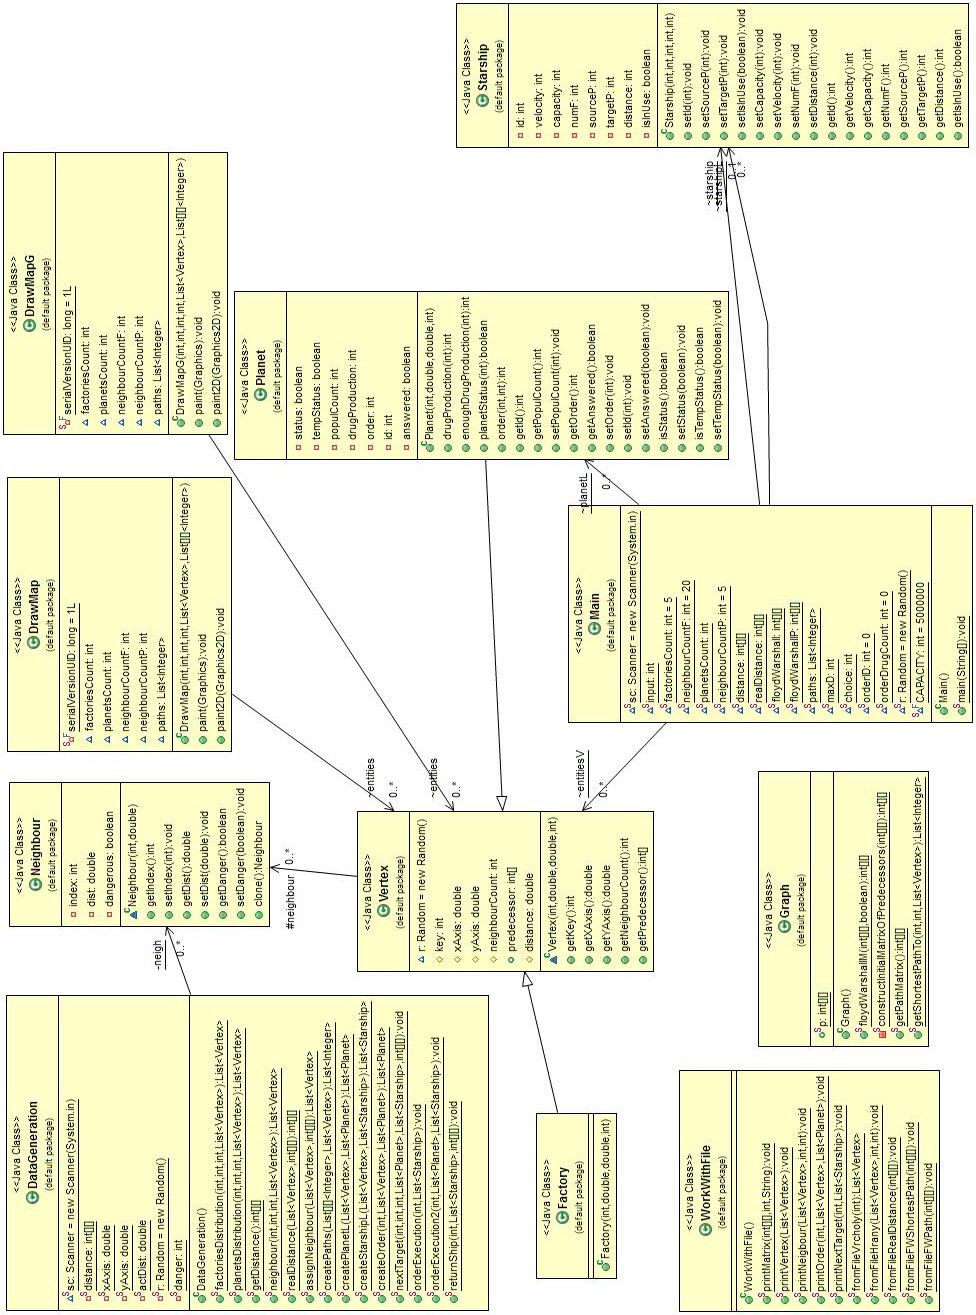 <<Java Class>>
DataGeneration
(default package)
sc: Scanner = new Scanner(System.in)
distance: int[][]
xAxis: double
yAxis: double
actDist: double
r: Random = new Random()
danger: int
DataGeneration()
factoriesDistribution(int,int,int,List<Vertex>):List<Vertex>
planetsDistribution(int,int,List<Vertex>):List<Vertex>
getDistance():int[][]
neighbour(int,int,int,List<Vertex>):List<Vertex>
realDistance(List<Vertex>,int[][]):int[][]
assignNeighbour(List<Vertex>,int[][]):List<Vertex>
createPaths(List[][]<Integer>,List<Vertex>):List<Integer>
createPlanetL(List<Vertex>,List<Planet>):List<Planet>
createStarshipL(List<Vertex>,List<Starship>):List<Starship>
createOrder(int,List<Vertex>,List<Planet>):List<Planet>
nextTarget(int,int,List<Planet>,List<Starship>,int[][]):void
orderExecution(int,List<Starship>):void
orderExecution2(int,List<Planet>,List<Starship>):void
returnShip(int,List<Starship>,int[][]):void
<<Java Class>>
Neighbour
(default package)
index: int
dist: double
dangerous: boolean
Neighbour(int,double)
getIndex():int
setIndex(int):void
getDist():double
setDist(double):void
getDanger():boolean
setDanger(boolean):void
clone():Neighbour
-neigh
0..*
#neighbour 0..*
<<Java Class>>
DrawMap
(default package)
serialVersionUID: long = 1L
factoriesCount: int
planetsCount: int
neighbourCountF: int
neighbourCountP: int
paths: List<Integer>
DrawMap(int,int,int,int,List<Vertex>,List[][]<Integer>)
paint(Graphics):void
paint2D(Graphics2D):void
<<Java Class>>
DrawMapG
(default package)
serialVersionUID: long = 1L
factoriesCount: int
planetsCount: int
neighbourCountF: int
neighbourCountP: int
paths: List<Integer>
DrawMapG(int,int,int,int,List<Vertex>,List[][]<Integer>)
paint(Graphics):void
paint2D(Graphics2D):void
<<Java Class>>
Planet
(default package)
status: boolean
tempStatus: boolean
populCount: int
drugProduction: int
order: int
id: int
answered: boolean
Planet(int,double,double,int)
drugProduction(int):int
enoughDrugProduction(int):int
planetStatus(int):boolean
order(int,int):int
getId():int
getPopulCount():int
setPopulCount(int):void
getOrder():int
getAnswered():boolean
setOrder(int):void
setId(int):void
setAnswered(boolean):void
isStatus():boolean
setStatus(boolean):void
isTempStatus():boolean
setTempStatus(boolean):void
<<Java Class>>
Starship
(default package)
id: int
velocity: int
capacity: int
numF: int
sourceP: int
targetP: int
distance: int
isInUse: boolean
Starship(int,int,int,int)
setId(int):void
setSourceP(int):void
setTargetP(int):void
setIsInUse(boolean):void
setCapacity(int):void
setVelocity(int):void
setNumF(int):void
setDistance(int):void
getId():int
getVelocity():int
getCapacity():int
getNumF():int
getSourceP():int
getTargetP():int
getDistance():int
getIsInUse():boolean
~starship
0..1
0..*
<<Java Class>>
Vertex
(default package)
r: Random = new Random()
key: int
xAxis: double
yAxis: double
neighbourCount: int
predecessor: int[]
distance: double
Vertex(int,double,double,int)
getKey():int
getXAxis():double
getYAxis():double
getNeighbourCount():int
getPredecessor():int[]
~entities
0..*
~entities
0..*
~entitiesV
0..*
<<Java Class>>
Main
(default package)
sc: Scanner = new Scanner(System.in)
input: int
factoriesCount: int = 5
neighbourCountF: int = 20
planetsCount: int
neighbourCountP: int = 5
distance: int[][]
realDistance: int[][]
floydWarshall: int[][]
floydWarshallP: int[][]
paths: List<Integer>
maxD: int
choice: int
orderID: int = 0
orderDrugCount: int = 0
r: Random = new Random()
CAPACITY: int = 5000000
Main()
main(String[]):void
~planetL
0..*
<<Java Class>>
Factory
(default package)
Factory(int,double,double,int)
<<Java Class>>
WorkWithFile
(default package)
WorkWithFile()
printMatrix(int[][],int,String):void
printVertex(List<Vertex>):void
printNeigbour(List<Vertex>,int,int):void
printOrder(int,List<Vertex>,List<Planet>):void
printNextTarget(int,List<Starship>):void
fromFileVrcholy(int):List<Vertex>
fromFileHrany(List<Vertex>,int,int):void
fromFileRealDistance(int[][]):void
fromFileFWShortestPath(int[][]):void
fromFileFWPath(int[][]):void
<<Java Class>>
Graph
(default package)
p: int[][]
Graph()
floydWarshallM(int[][],boolean):int[][]
constructInitialMatrixOfPredecessors(int[][]):int[][]
getPathMatrix():int[][]
getShortestPathTo(int,int,List<Vertex>):List<Integer>